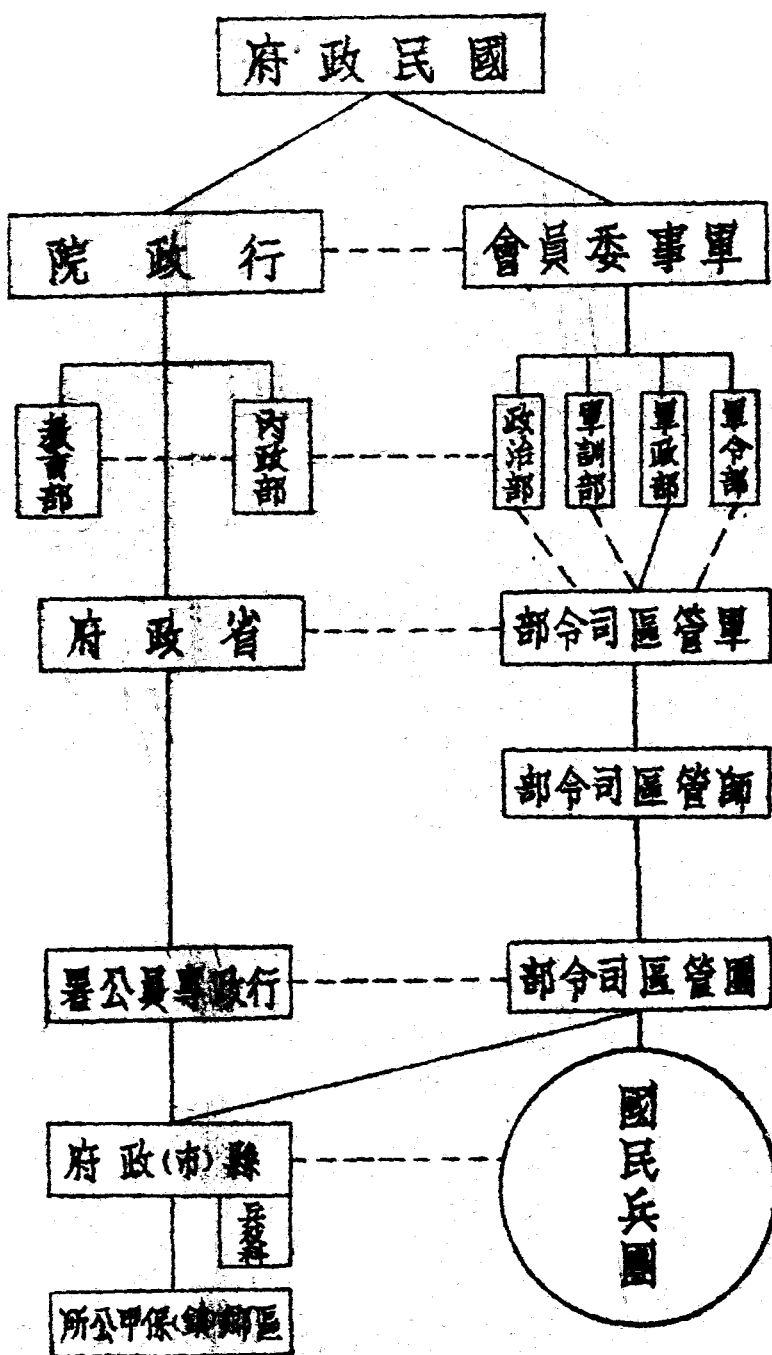 國民政府
行政院
軍事委員會
教育部
內政部
政治部
軍訓部
軍政部
軍令部
省政府
軍管區司令部
師管區司令部
行政專員公署
團管區司令部
縣(市)政府
兵役科
國民兵團
區鄉(鎮)保甲公所